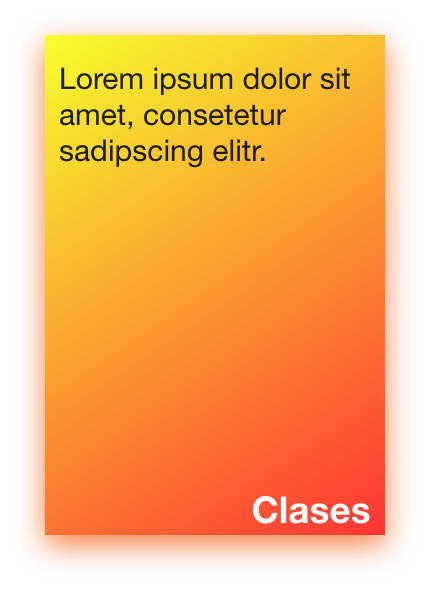 Lorem ipsum dolor sit
amet, consetetur
sadipscing elitr.
Clases